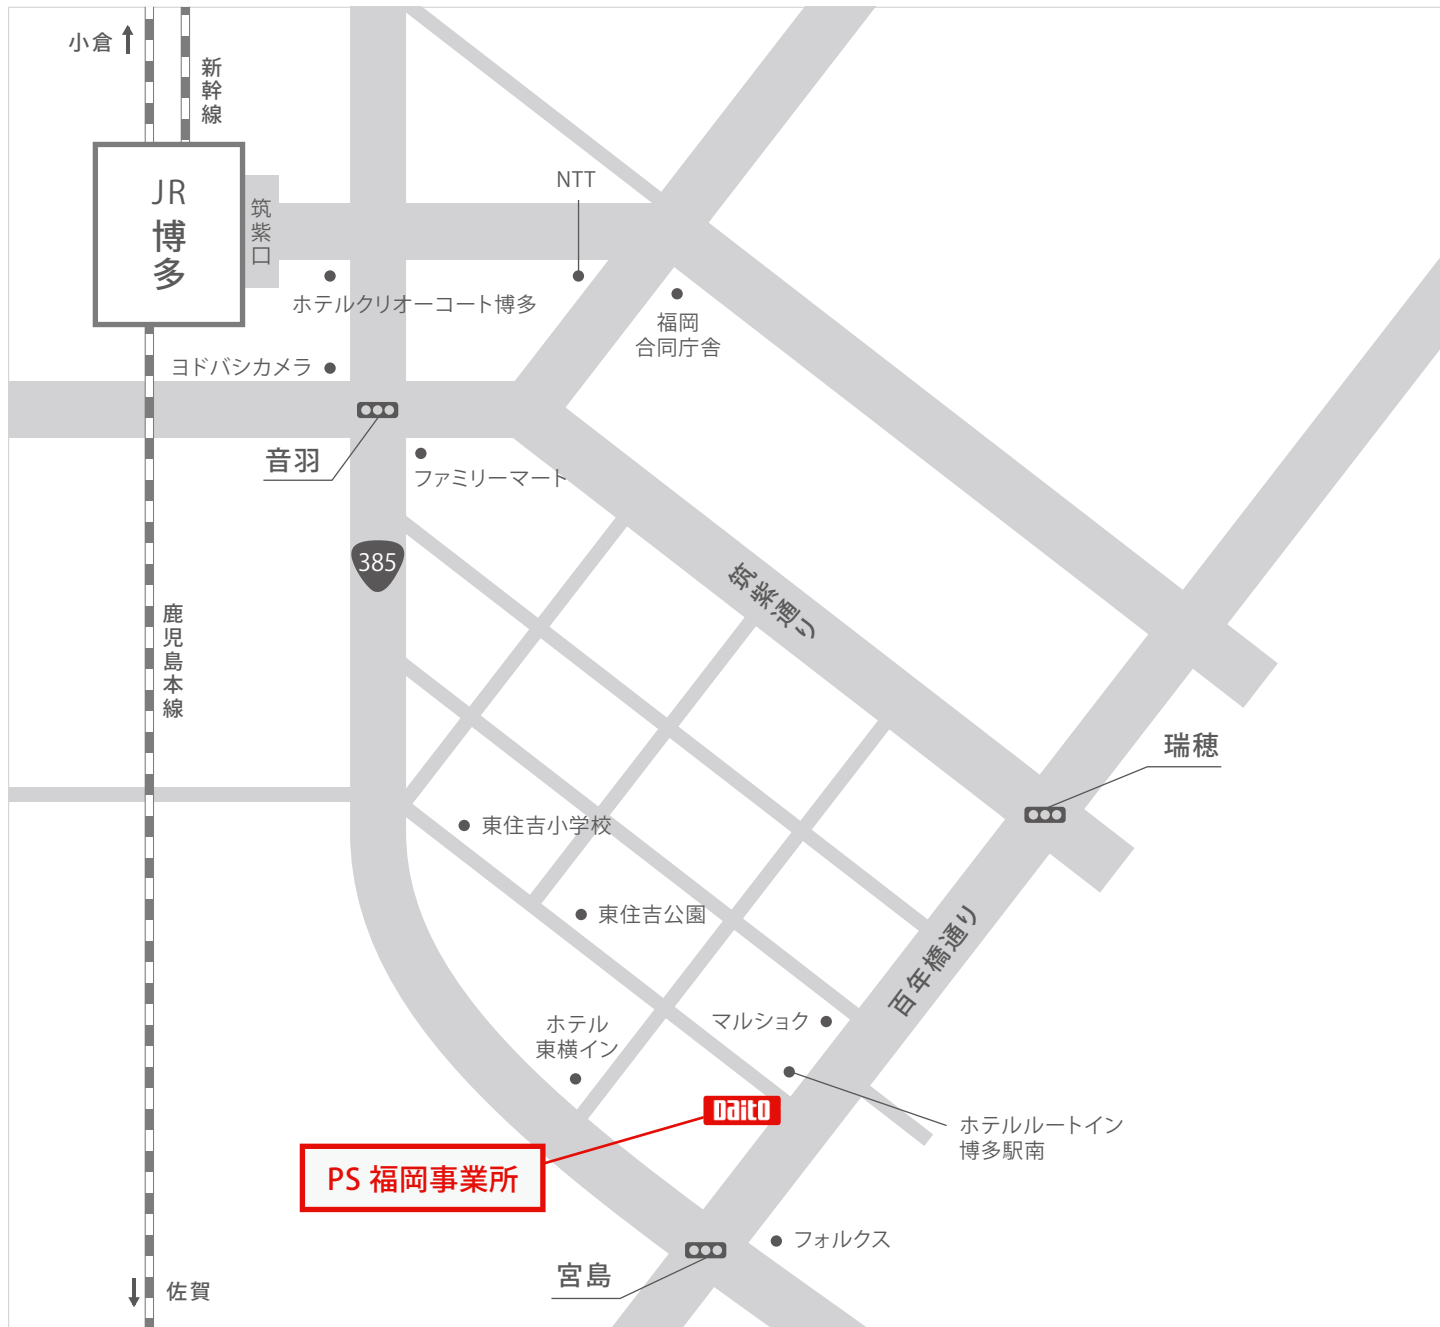 小倉
新幹線
JR
博多
筑紫口
NTT
ホテルクリオーコート博多
福岡
合同庁舎
ヨドバシカメラ
音羽
ファミリーマート
385
筑紫通り
鹿児島本線
瑞穂
東住吉小学校
東住吉公園
百年橋通り
マルショク
ホテル
東横イン
Daito
ホテルルートイン
博多駅南
PS 福岡事業所
フォルクス
宮島
佐賀